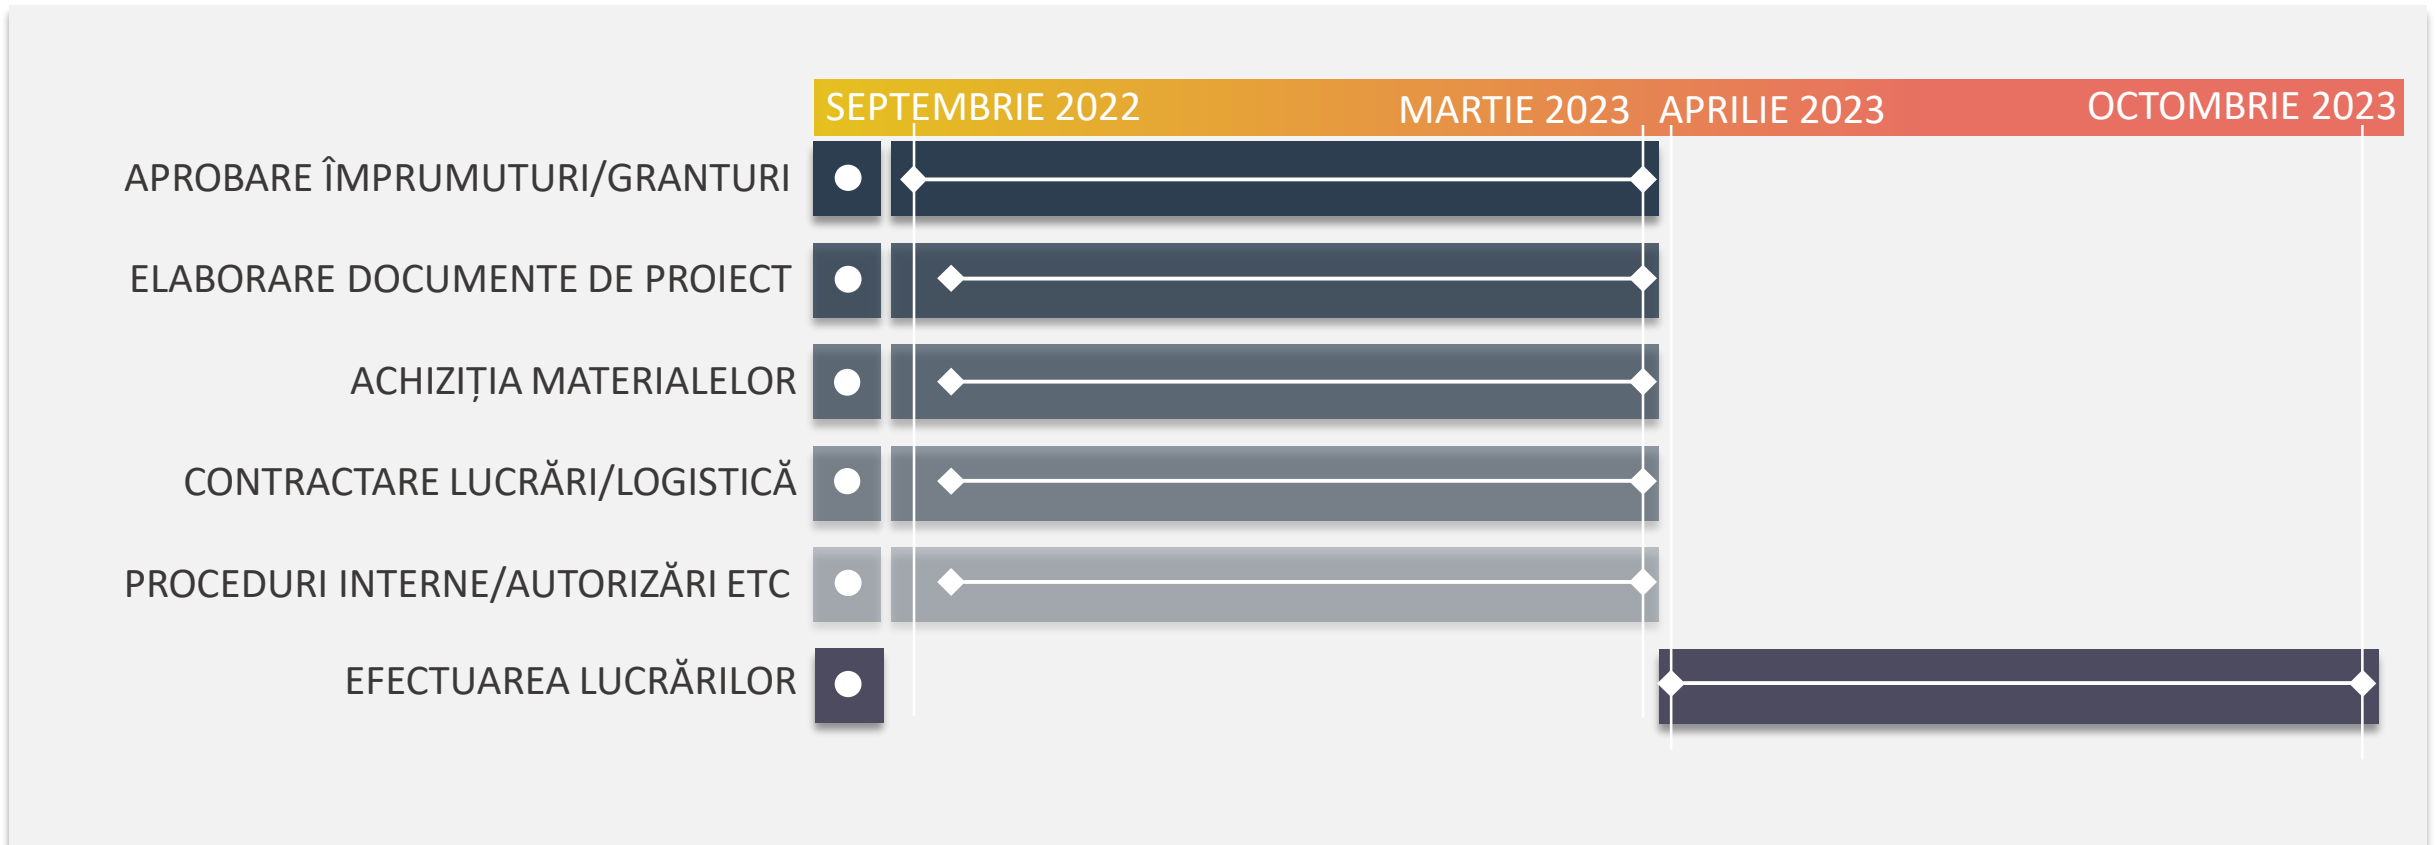 SEPTEMBRIE 2022 MARTIE 2023 APRILIE 2023 OCTOMBRIE 2023
APROBARE ÎMPRUMUTURI/GRANTURI
ELABORARE DOCUMENTE DE PROIECT
ACHIZIȚIA MATERIALELOR
CONTRACTARE LUCRĂRI/LOGISTICĂ
PROCEDURI INTERNE/AUTORIZĂRI ETC
EFECTUAREA LUCRĂRILOR